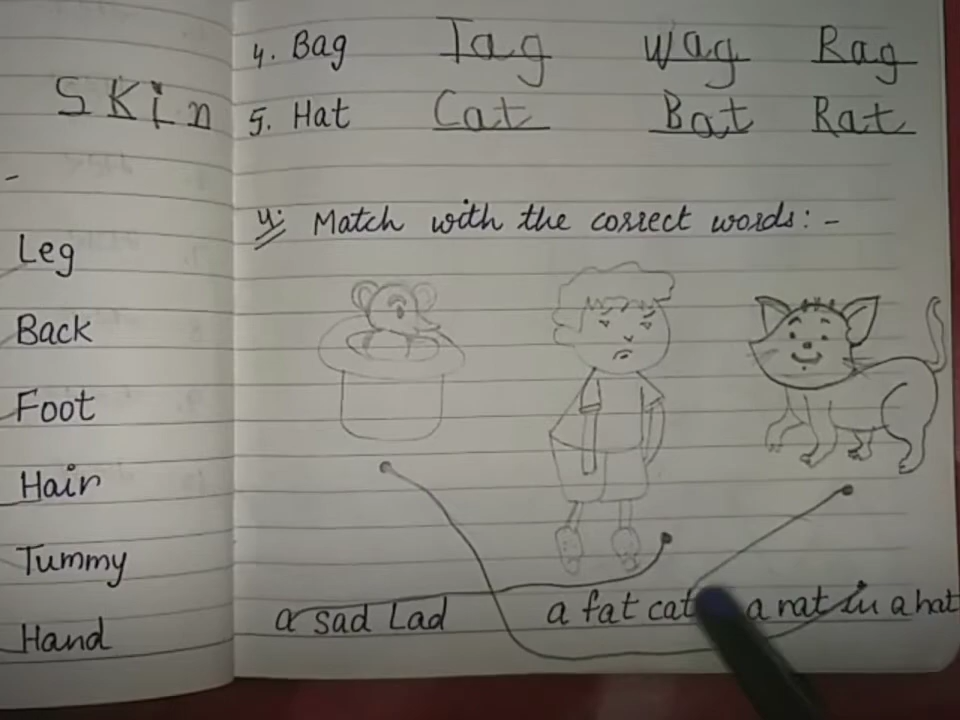 Skin
Leg
Back
Foot
Hair
Tummy
Hand
4. Bag Tag Wag Rag
5. Hat Cat Bat Rat
4: Match with the correct words: -
a sad Lad a fat cat a rat in a hat